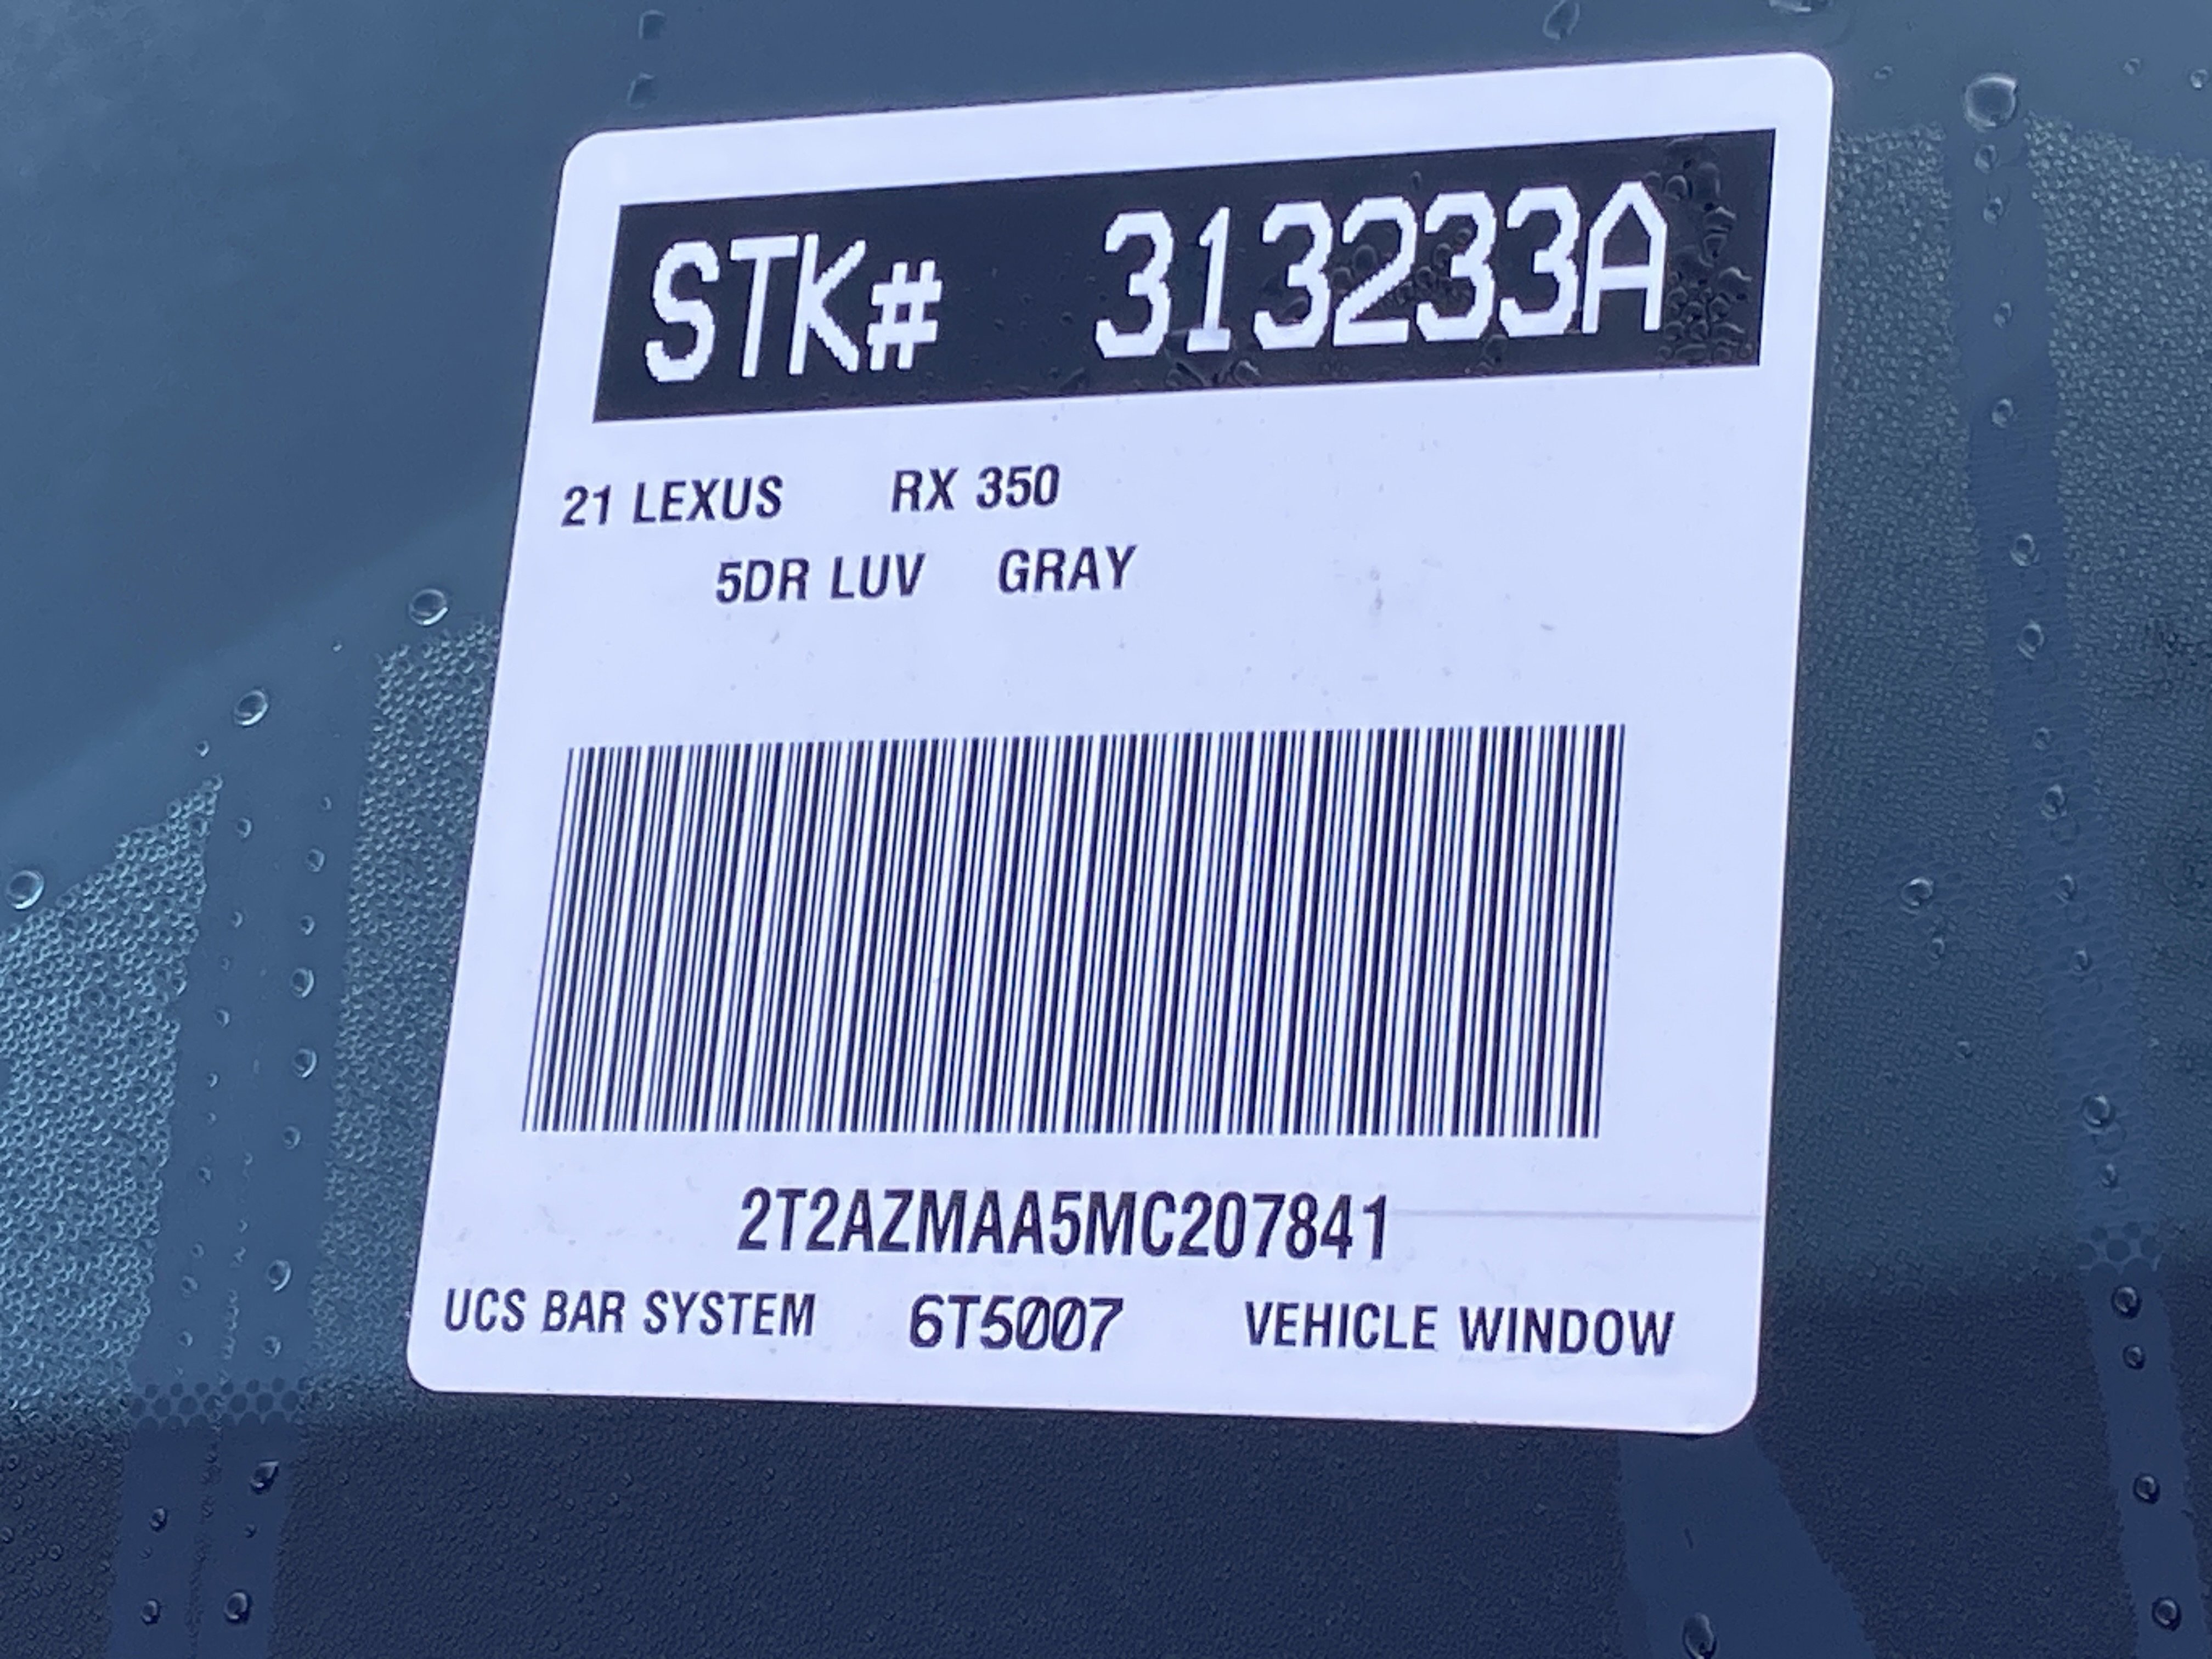 STK# 313233A
21 LEXUS RX 350
5DR LUV GRAY
2T2AZMAA5MC207841
UCS BAR SYSTEM 6T5007 VEHICLE WINDOW